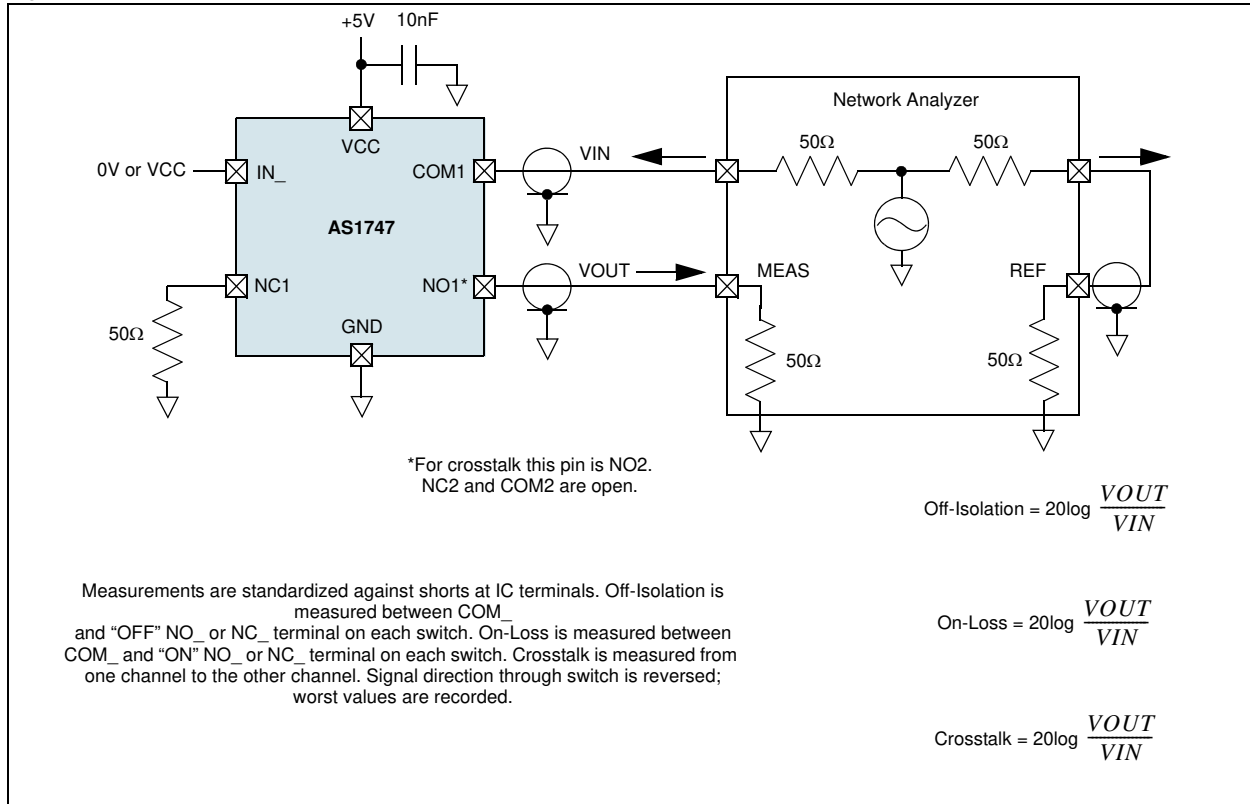 +5V 10nF
Network Analyzer
VCC
VIN
50Ω
50Ω
0V or VCC
IN_
COM1
AS1747
NC1
NO1*
VOUT
MEAS
REF
GND
50Ω
50Ω
50Ω
*For crosstalk this pin is NO2.
NC2 and COM2 are open.
Off-Isolation = 20log VOUT/VIN
Measurements are standardized against shorts at IC terminals. Off-Isolation is
measured between COM_
and “OFF” NO_ or NC_ terminal on each switch. On-Loss is measured between
COM_ and “ON” NO_ or NC_ terminal on each switch. Crosstalk is measured from
one channel to the other channel. Signal direction through switch is reversed;
worst values are recorded.
On-Loss = 20log VOUT/VIN
Crosstalk = 20log VOUT/VIN